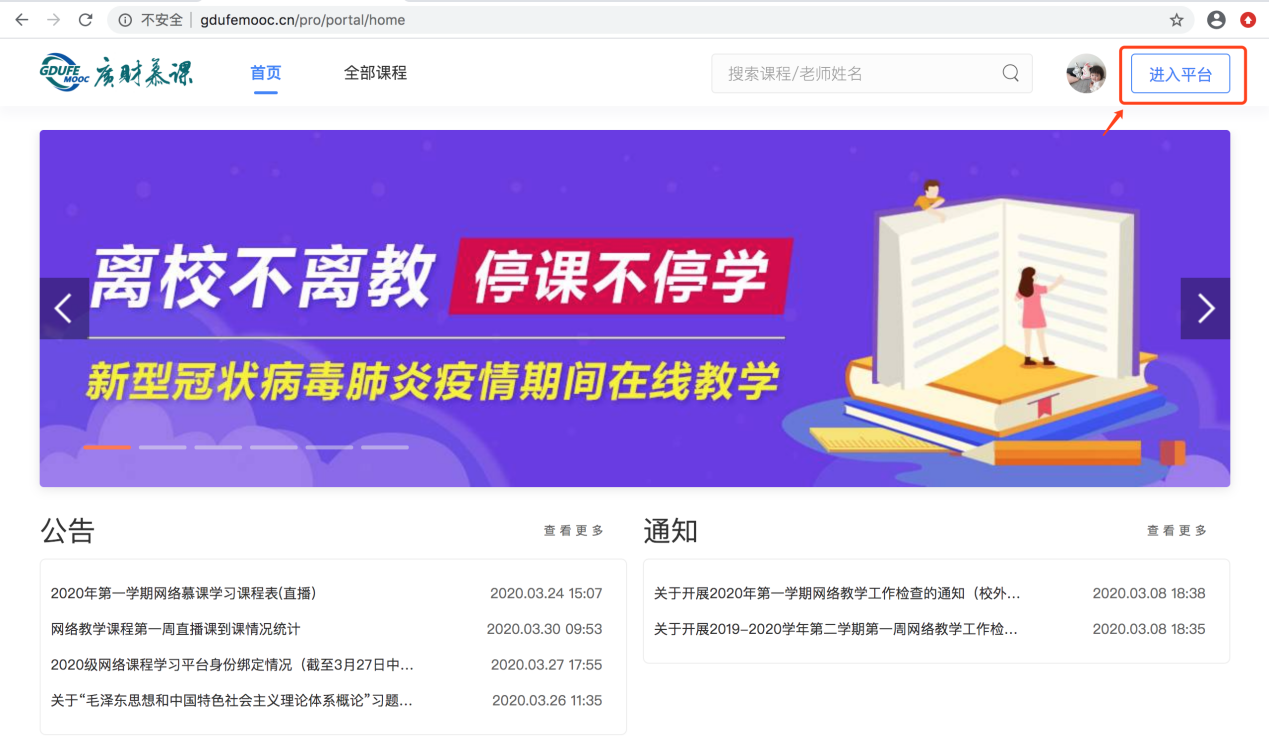 不安全 | gdufemooc.cn/pro/portal/home
GDUFE MOOC 廣财慕课
首页
全部课程
搜索课程/老师姓名
进入平台
离校不离教 停课不停学
新型冠状病毒肺炎疫情期间在线教学
公告
查看更多
2020年第一学期网络慕课学习课程表(直播) 2020.03.24 15:07
网络教学课程第一周直播课到课情况统计 2020.03.30 09:53
2020级网络课程学习平台身份绑定情况（截至3月27日中... 2020.03.27 17:55
关于“毛泽东思想和中国特色社会主义理论体系概论”习题... 2020.03.26 11:35
通知
查看更多
关于开展2020年第一学期网络教学工作检查的通知（校外... 2020.03.08 18:38
关于开展2019-2020学年第二学期第一周网络教学工作检... 2020.03.08 18:35